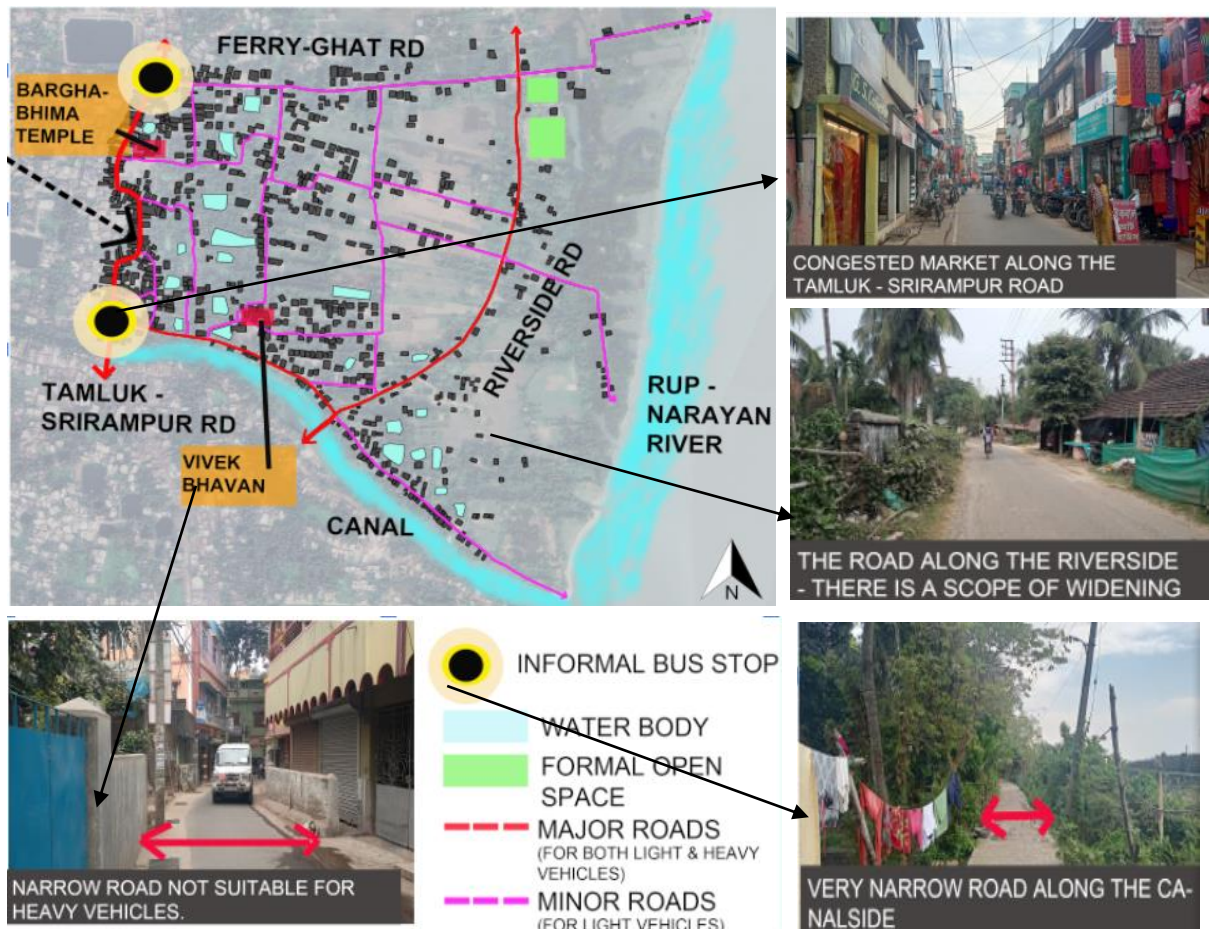 FERRY-GHAT RD
BARGHA-
BHIMA
TEMPLE
RIVERSIDE RD
TAMLUK -
SRIRAMPUR RD
RUP -
NARAYAN
RIVER
VIVEK
BHAVAN
CANAL
N
CONGESTED MARKET ALONG THE
TAMLUK - SRIRAMPUR ROAD
THE ROAD ALONG THE RIVERSIDE
- THERE IS A SCOPE OF WIDENING
NARROW ROAD NOT SUITABLE FOR
HEAVY VEHICLES.
INFORMAL BUS STOP
WATER BODY
FORMAL OPEN
SPACE
MAJOR ROADS
(FOR BOTH LIGHT & HEAVY
VEHICLES)
MINOR ROADS
(FOR LIGHT VEHICLES)
VERY NARROW ROAD ALONG THE CA-
NALSIDE